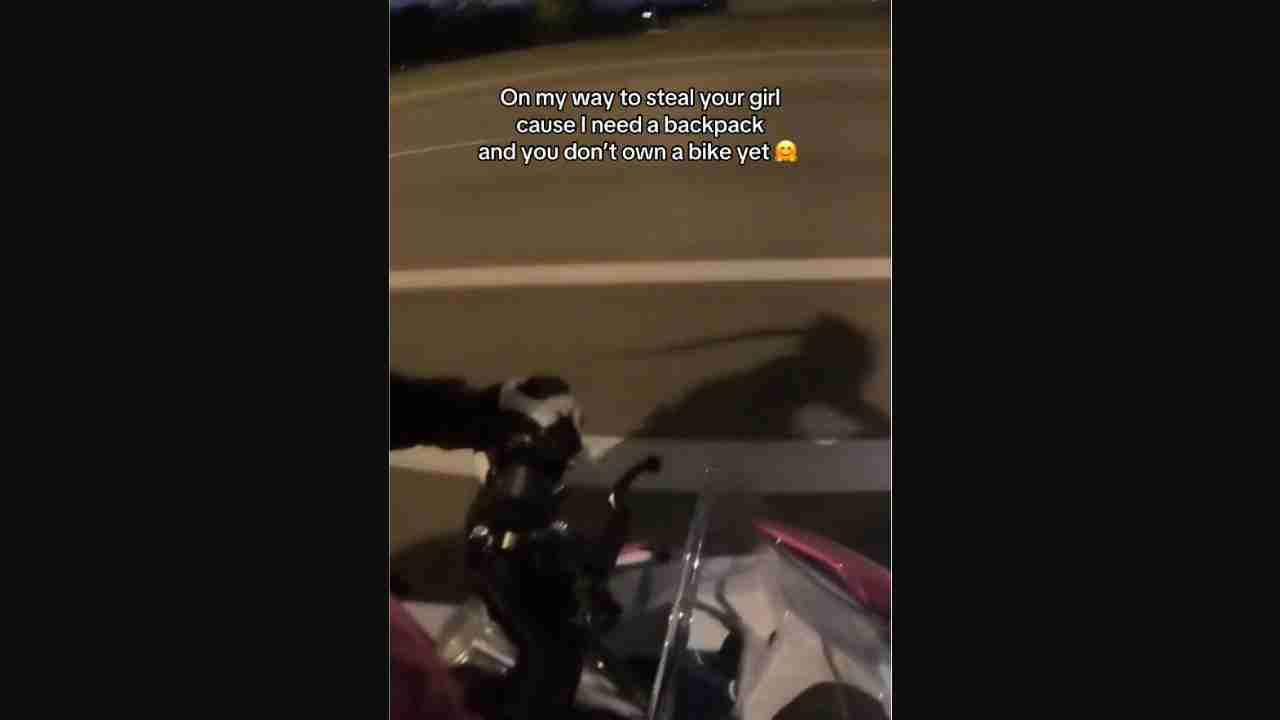 On my way to steal your girl
cause I need a backpack
and you don’t own a bike yet 🤗